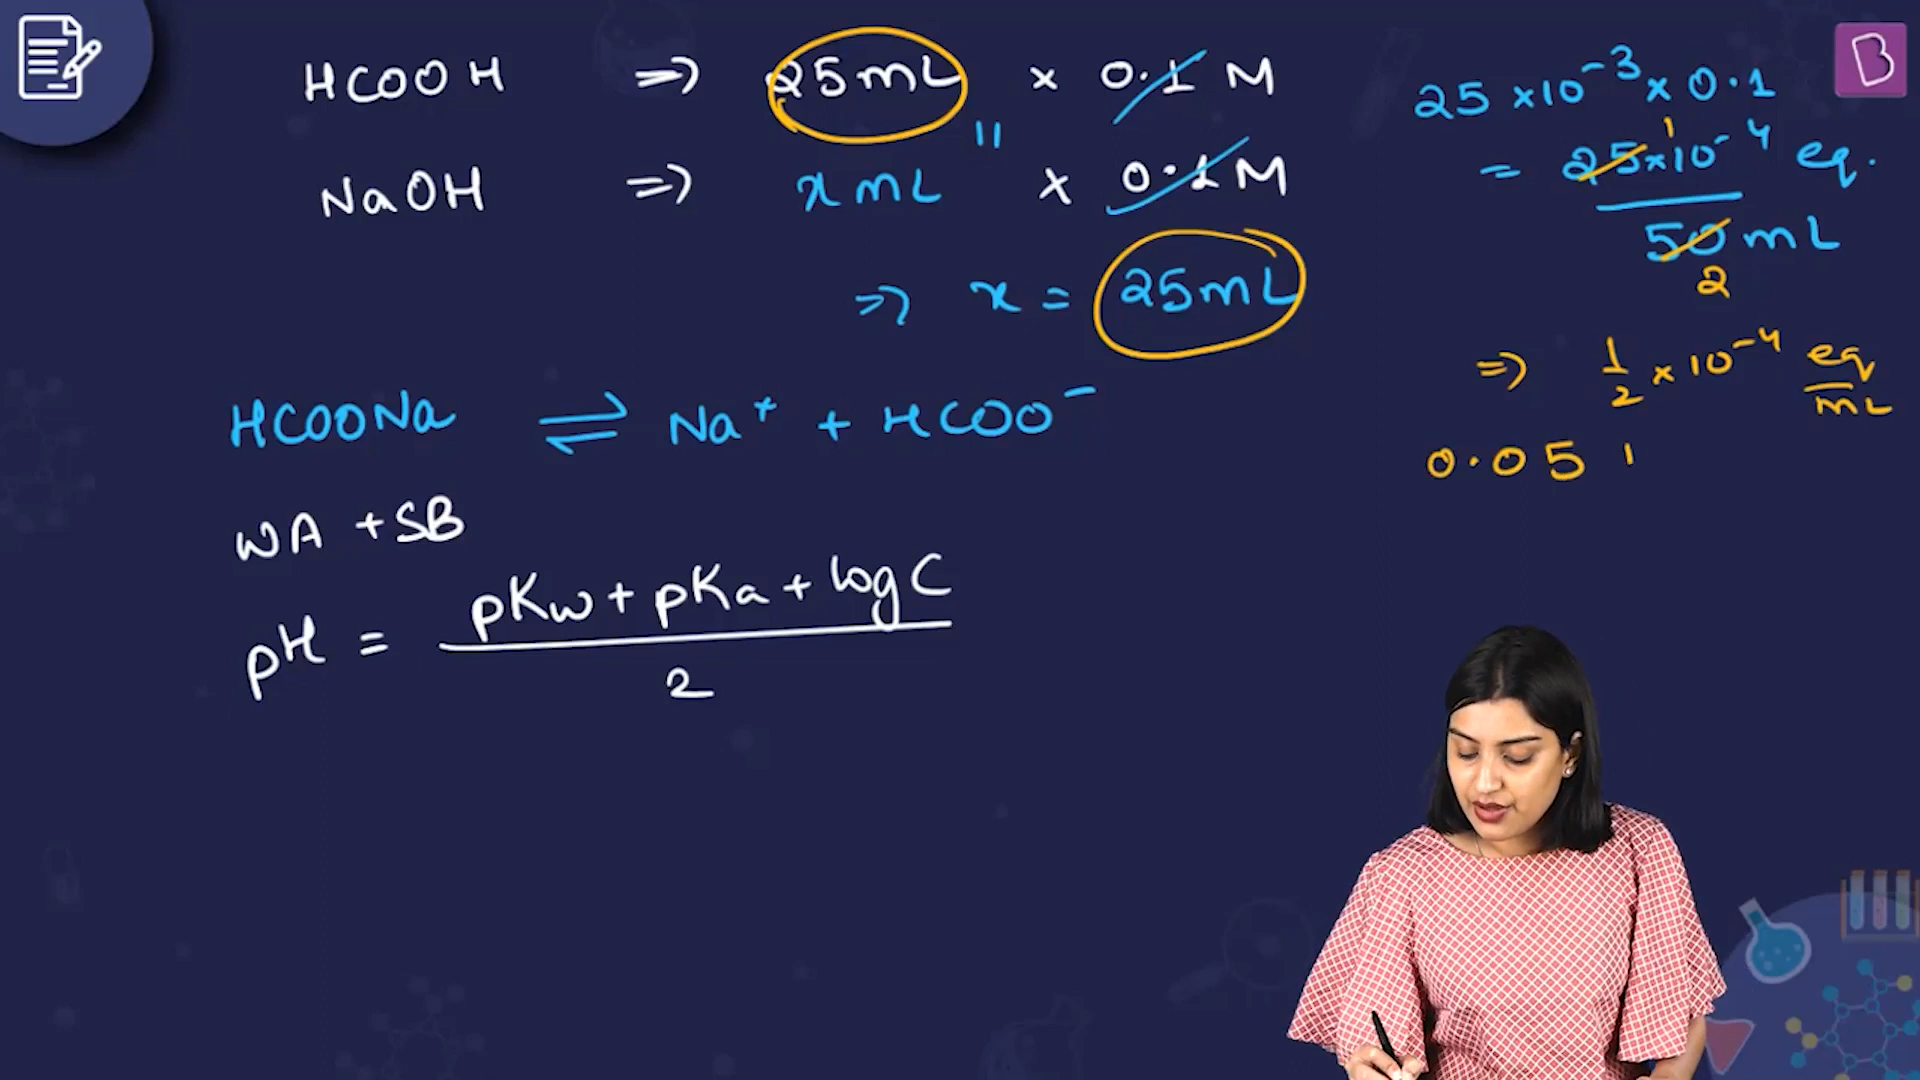 HCOOH ⇒ 25mL × 0.1 M
"
NaOH ⇒ xmL × 0.1 M
⇒ x = 25mL
HCOONa ⇌ Na⁺ + HCOO⁻
WA + SB
pH = pKw + pKa + log C
2
25 × 10⁻³ × 0.1
1
= 25×10⁻⁴ eq.
50 mL
2
⇒ 1/2 × 10⁻⁴ eq/mL
0.05
B